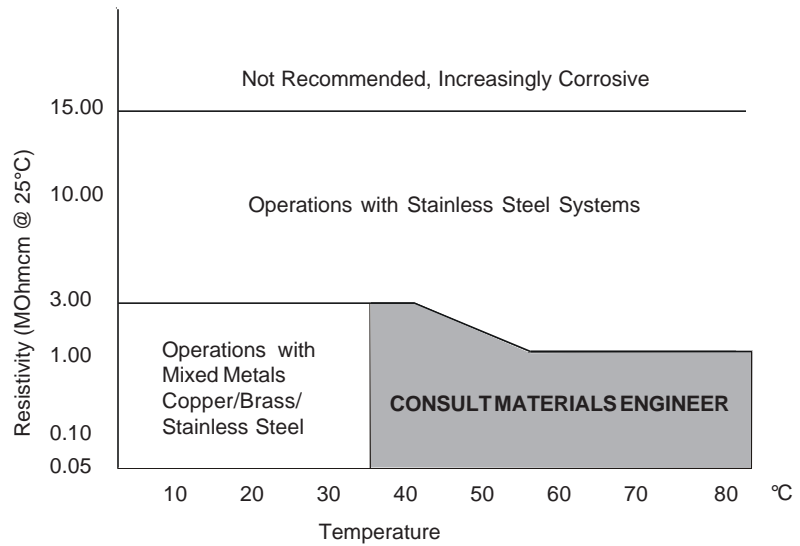 Not Recommended, Increasingly Corrosive
15.00
Resistivity (MOhmcm @ 25°C)
10.00
Operations with Stainless Steel Systems
3.00
1.00
Operations with
Mixed Metals
Copper/Brass/
Stainless Steel
CONSULT MATERIALS ENGINEER
0.10
0.05
10 20 30 40 50 60 70 80 °C
Temperature